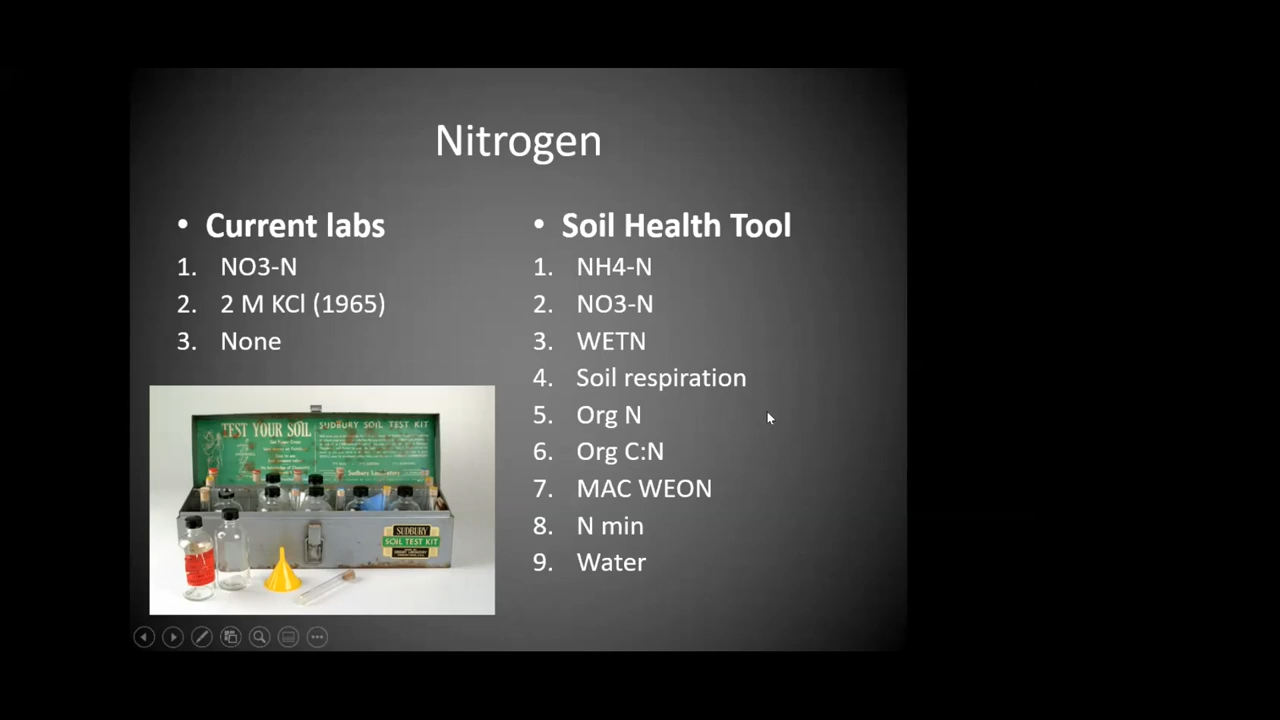 Nitrogen
• Current labs
1. NO3-N
2. 2 M KCl (1965)
3. None
• Soil Health Tool
1. NH4-N
2. NO3-N
3. WETN
4. Soil respiration
5. Org N
6. Org C:N
7. MAC WEON
8. N min
9. Water
TEST YOUR SOIL
SUDBURY SOIL TEST KIT
Sudbury Laboratory
SUDBURY
SOIL TEST KIT